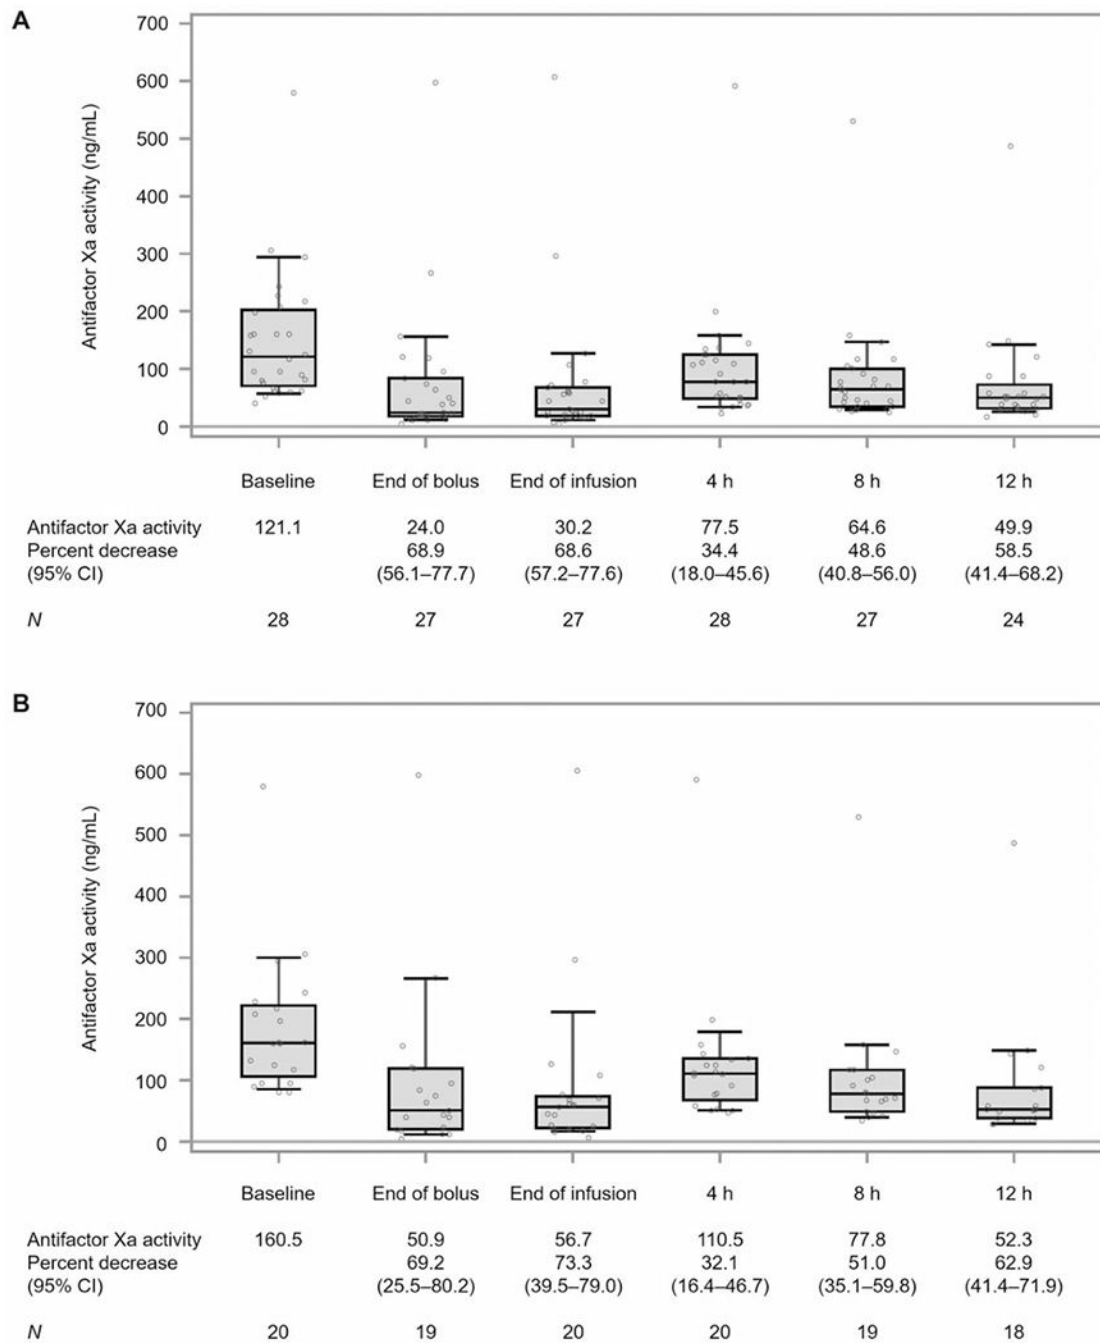 A
700
600
500
400
300
200
100
0
Antifactor Xa activity (ng/mL)
Baseline End of bolus End of infusion 4 h 8 h 12 h
Antifactor Xa activity 121.1 24.0 30.2 77.5 64.6 49.9
Percent decrease 68.9 68.6 34.4 48.6 58.5
(95% CI) (56.1–77.7) (57.2–77.6) (18.0–45.6) (40.8–56.0) (41.4–68.2)
N 28 27 27 28 27 24
B
700
600
500
400
300
200
100
0
Antifactor Xa activity (ng/mL)
Baseline End of bolus End of infusion 4 h 8 h 12 h
Antifactor Xa activity 160.5 50.9 56.7 110.5 77.8 52.3
Percent decrease 69.2 73.3 32.1 51.0 62.9
(95% CI) (25.5–80.2) (39.5–79.0) (16.4–46.7) (35.1–59.8) (41.4–71.9)
N 20 19 20 20 19 18